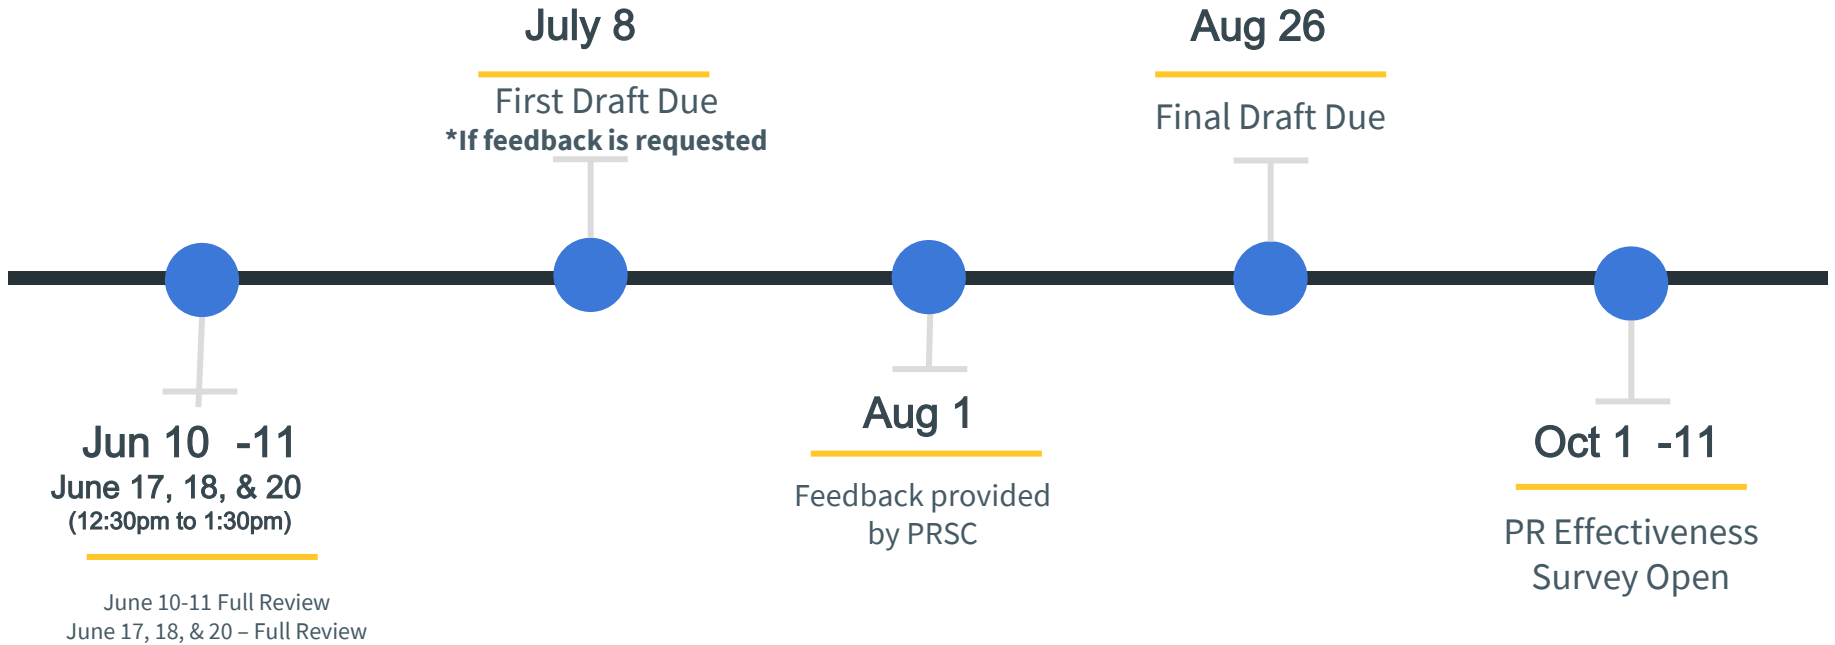 July 8
First Draft Due
*If feedback is requested
Aug 26
Final Draft Due
Jun 10 -11
June 17, 18, & 20
(12:30pm to 1:30pm)
June 10-11 Full Review
June 17, 18, & 20 – Full Review
Aug 1
Feedback provided
by PRSC
Oct 1 -11
PR Effectiveness
Survey Open